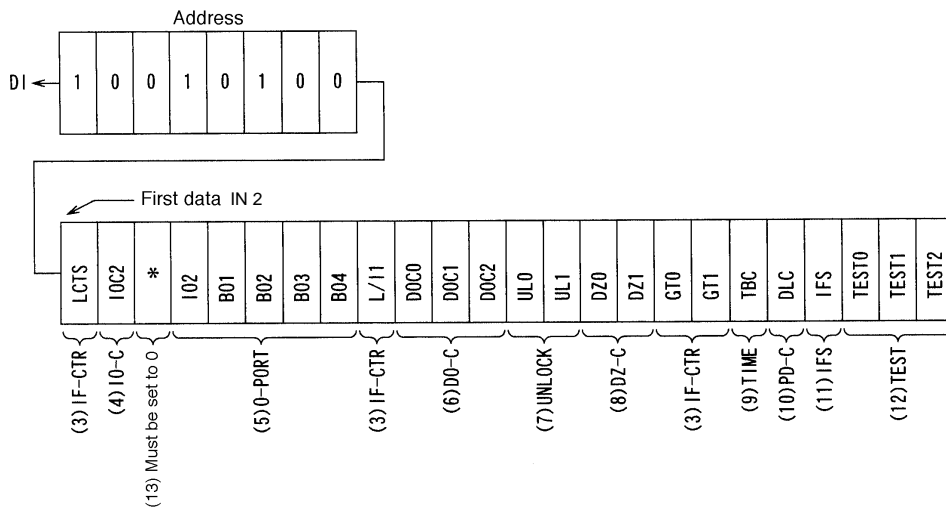 Address
DI
1 0 0 1 0 1 0 0
First data IN 2
LCTS IOC2 * IO2 BO1 BO2 BO3 BO4 L/I1 DOC0 DOC1 DOC2 UL0 UL1 DZ0 DZ1 GT0 GT1 TBC DLC IFS TEST0 TEST1 TEST2
(3)IF-CTR
(4)IO-C
(13) Must be set to 0
(5)O-PORT
(3)IF-CTR
(6)DO-C
(7)UNLOCK
(8)DZ-C
(3)IF-CTR
(9)TIME
(10)PD-C
(11)IFS
(12)TEST